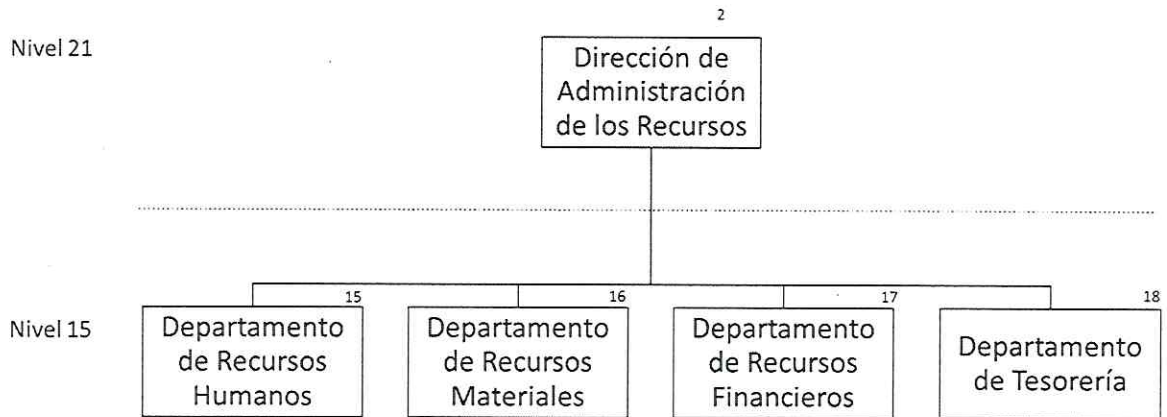 2
Nivel 21
Dirección de
Administración
de los Recursos
15
16
17
18
Nivel 15
Departamento
de Recursos
Humanos
Departamento
de Recursos
Materiales
Departamento
de Recursos
Financieros
Departamento
de Tesorería